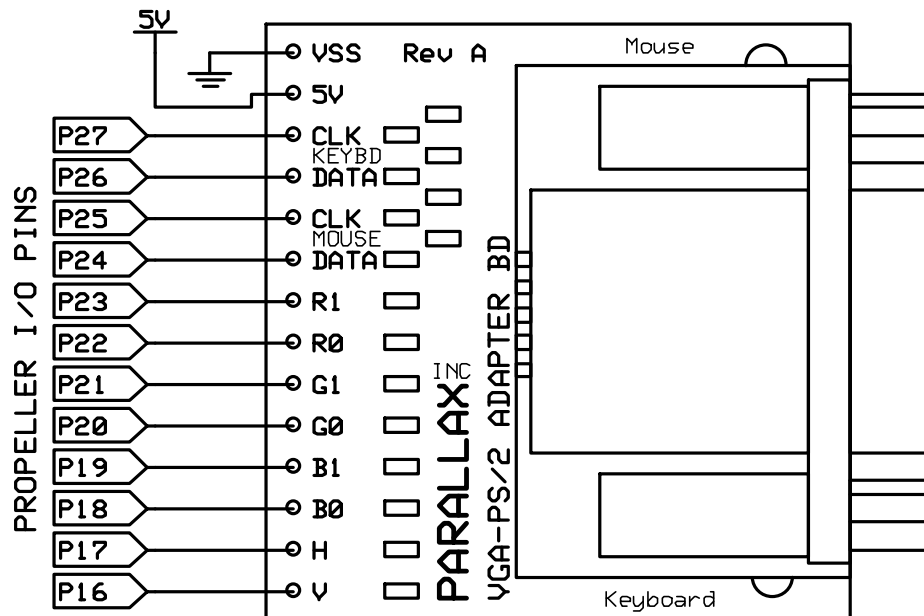 5V
VSS Rev A
Mouse
5V
P27 CLK
KEYBD
P26 DATA
P25 CLK
MOUSE
P24 DATA
P23 R1
P22 R0
P21 G1
P20 G0
P19 B1
P18 B0
P17 H
P16 V
PROPELLER I/O PINS
INC
PARALLAX
VGA-PS/2 ADAPTER BD
Keyboard